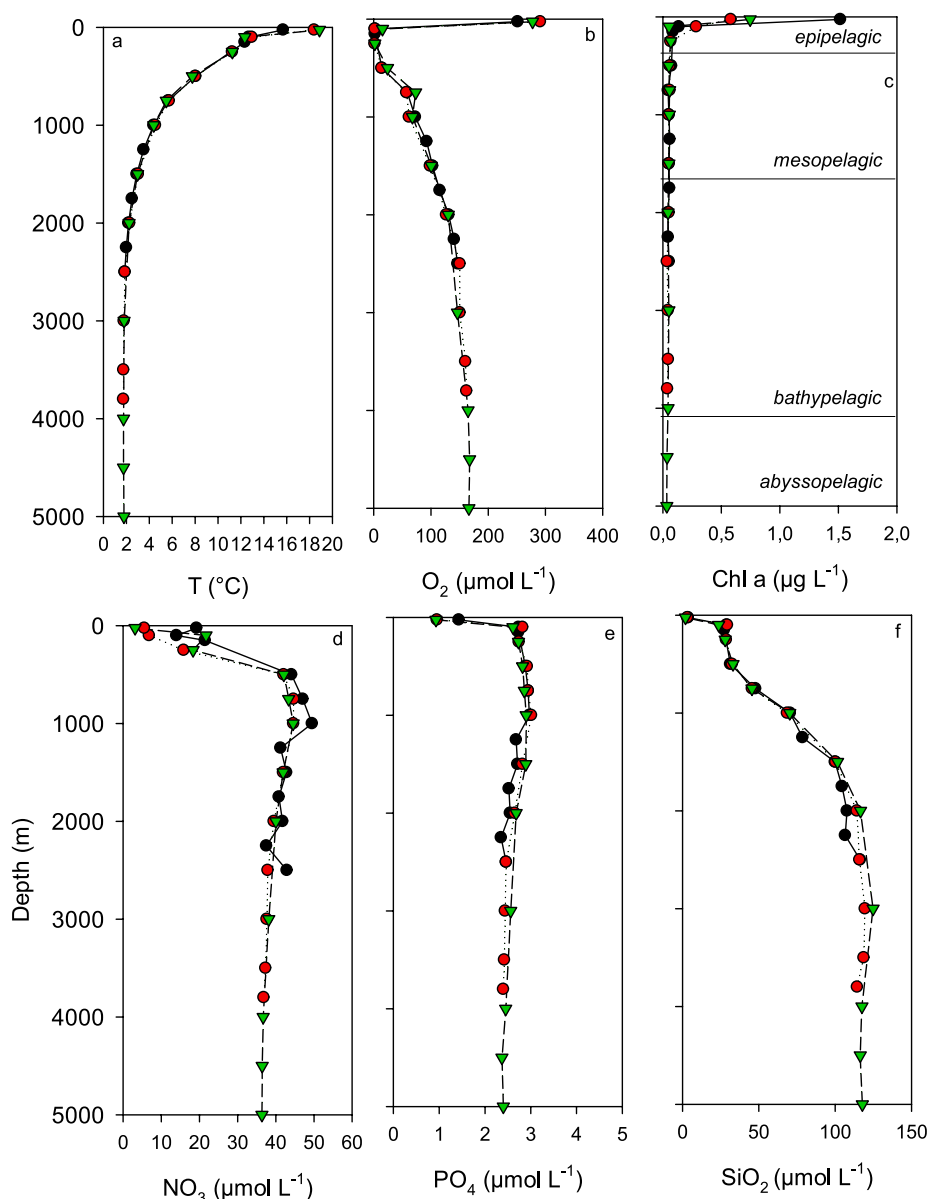 a
b
c
epipelagic
mesopelagic
bathypelagic
abyssopelagic
0
1000
2000
3000
4000
5000
0 2 4 6 8 10 12 14 16 18 20
0 100 200 300 400
0,0 0,5 1,0 1,5 2,0
T (°C)
O₂ (µmol L⁻¹)
Chl a (µg L⁻¹)
d
e
f
0
1000
2000
3000
4000
5000
Depth (m)
0 10 20 30 40 50 60
0 1 2 3 4 5
0 50 100 150
NO₃ (µmol L⁻¹)
PO₄ (µmol L⁻¹)
SiO₂ (µmol L⁻¹)